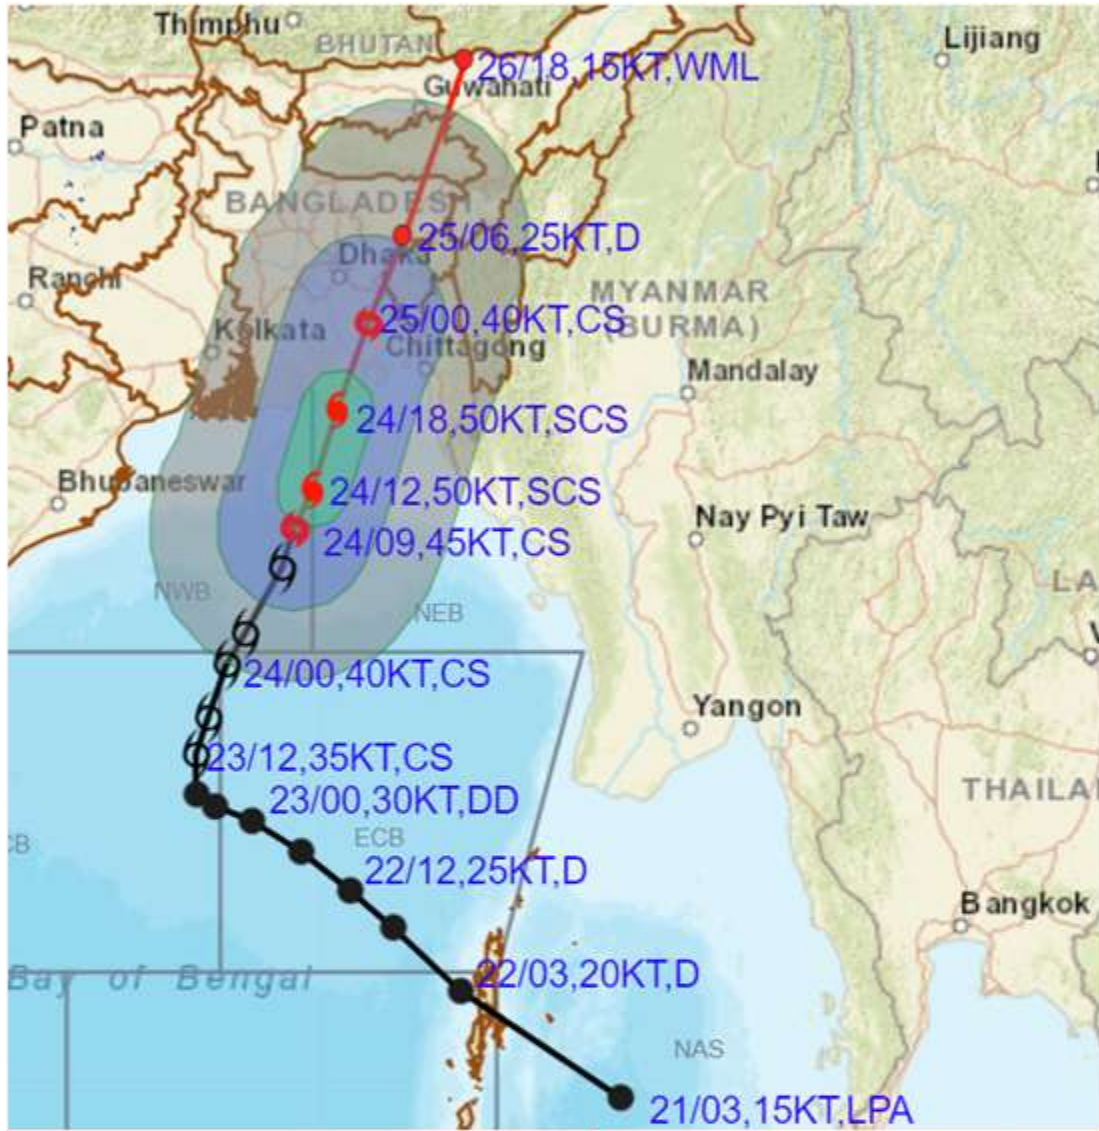 Thimphu
BHUTAN
Lijiang
26/18,15KT,WML
Guwahati
Patna
BANGLADESH
25/06,25KT,D
Dhaka
Ranchi
MYANMAR
(BURMA)
25/00,40KT,CS
Kolkata
Chittagong
Mandalay
24/18,50KT,SCS
Bhubaneswar
24/12,50KT,SCS
Nay Pyi Taw
24/09,45KT,CS
NWB
LA
NEB
24/00,40KT,CS
Yangon
23/12,35KT,CS
THAILA
23/00,30KT,DD
ECB
CB
22/12,25KT,D
Bangkok
22/03,20KT,D
Bay of Bengal
NAS
21/03,15KT,LPA